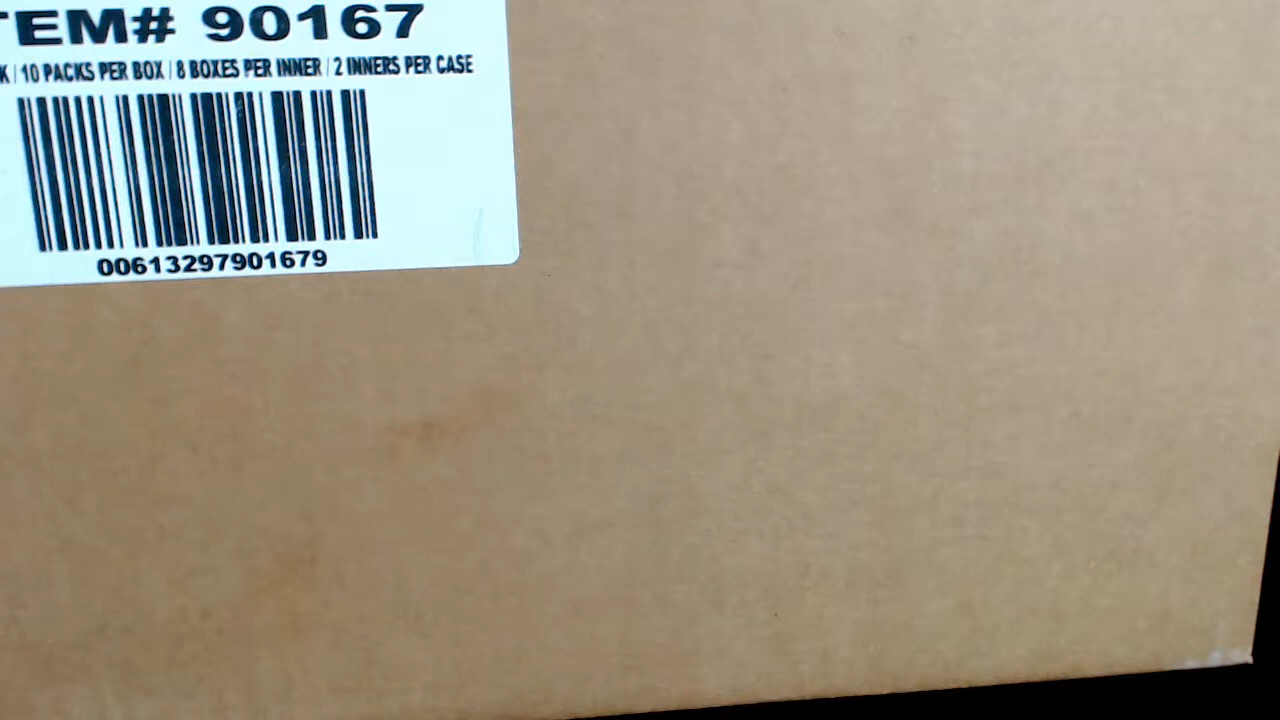 TEM# 90167
K | 10 PACKS PER BOX | 8 BOXES PER INNER | 2 INNERS PER CASE
00613297901679